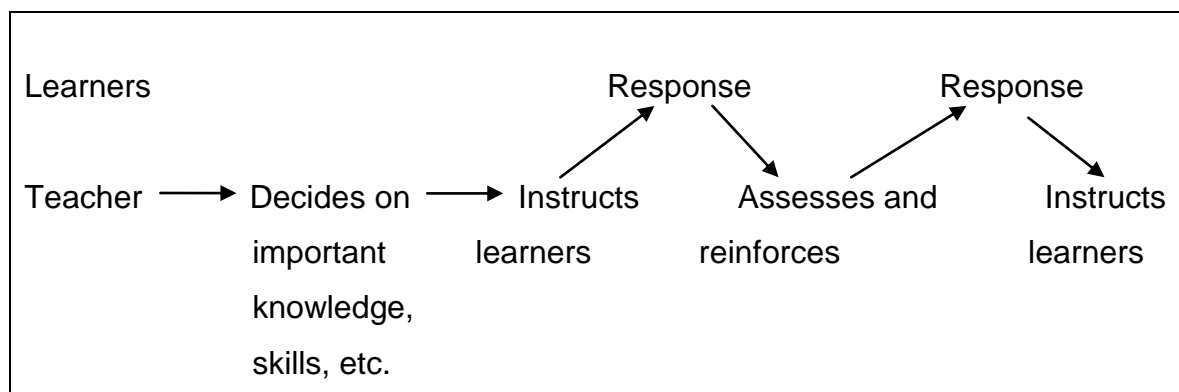 Learners Response Response
Teacher Decides on Instructs Assesses and Instructs
important learners reinforces learners
knowledge,
skills, etc.